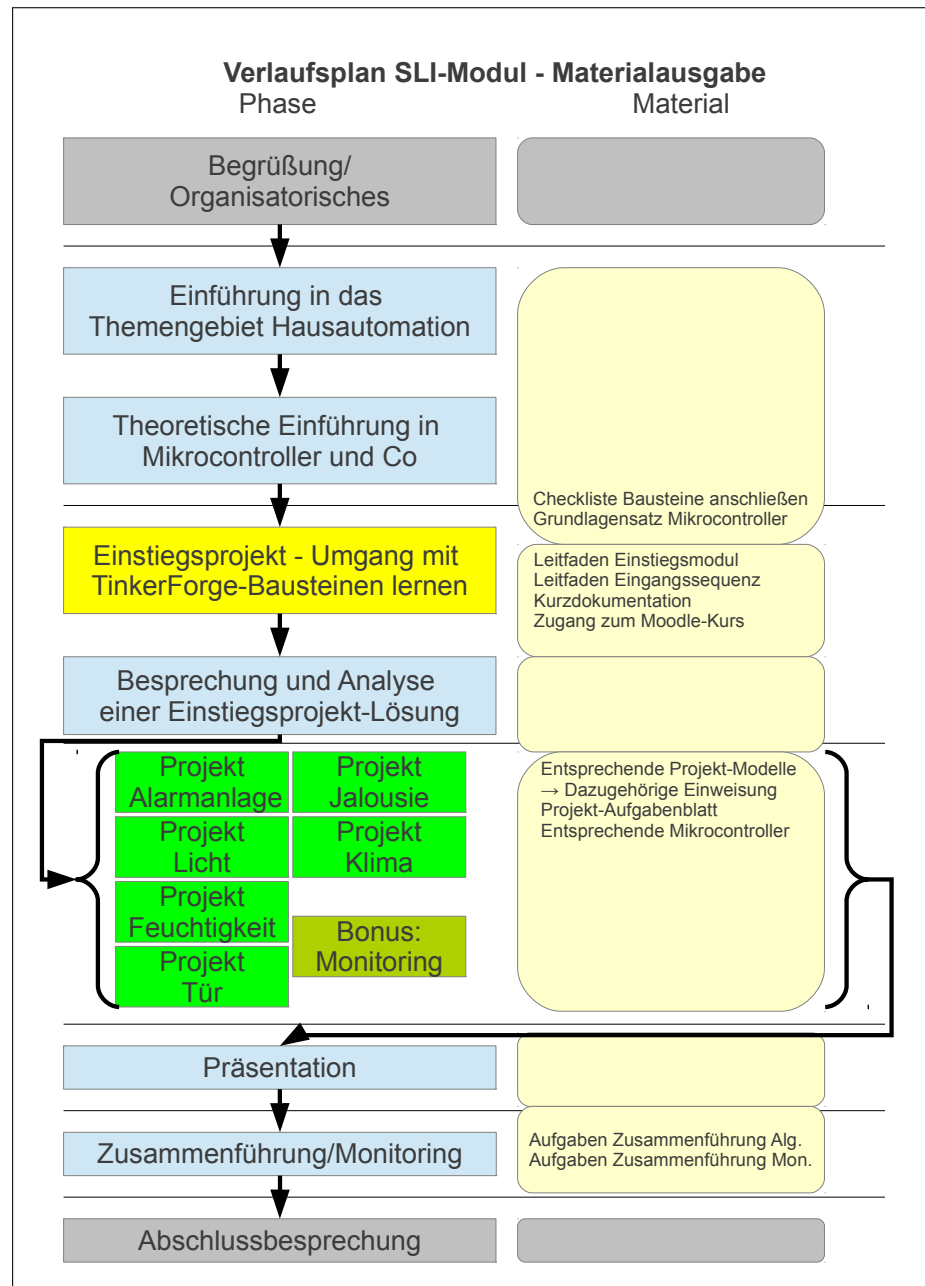 Verlaufsplan SLI-Modul - Materialausgabe
Phase
Material
Begrüßung/
Organisatorisches
Einführung in das
Themengebiet Hausautomation
Theoretische Einführung in
Mikrocontroller und Co
Checkliste Bausteine anschließen
Grundlagensatz Mikrocontroller
Einstiegsprojekt - Umgang mit
TinkerForge-Bausteinen lernen
Leitfaden Einstiegsmodul
Leitfaden Eingangssequenz
Kurzdokumentation
Zugang zum Moodle-Kurs
Besprechung und Analyse
einer Einstiegsprojekt-Lösung
Projekt
Alarmanlage
Projekt
Jalousie
Projekt
Licht
Projekt
Klima
Projekt
Feuchtigkeit
Bonus:
Monitoring
Projekt
Tür
Entsprechende Projekt-Modelle
→ Dazugehörige Einweisung
Projekt-Aufgabenblatt
Entsprechende Mikrocontroller
Präsentation
Zusammenführung/Monitoring
Aufgaben Zusammenführung Alg.
Aufgaben Zusammenführung Mon.
Abschlussbesprechung